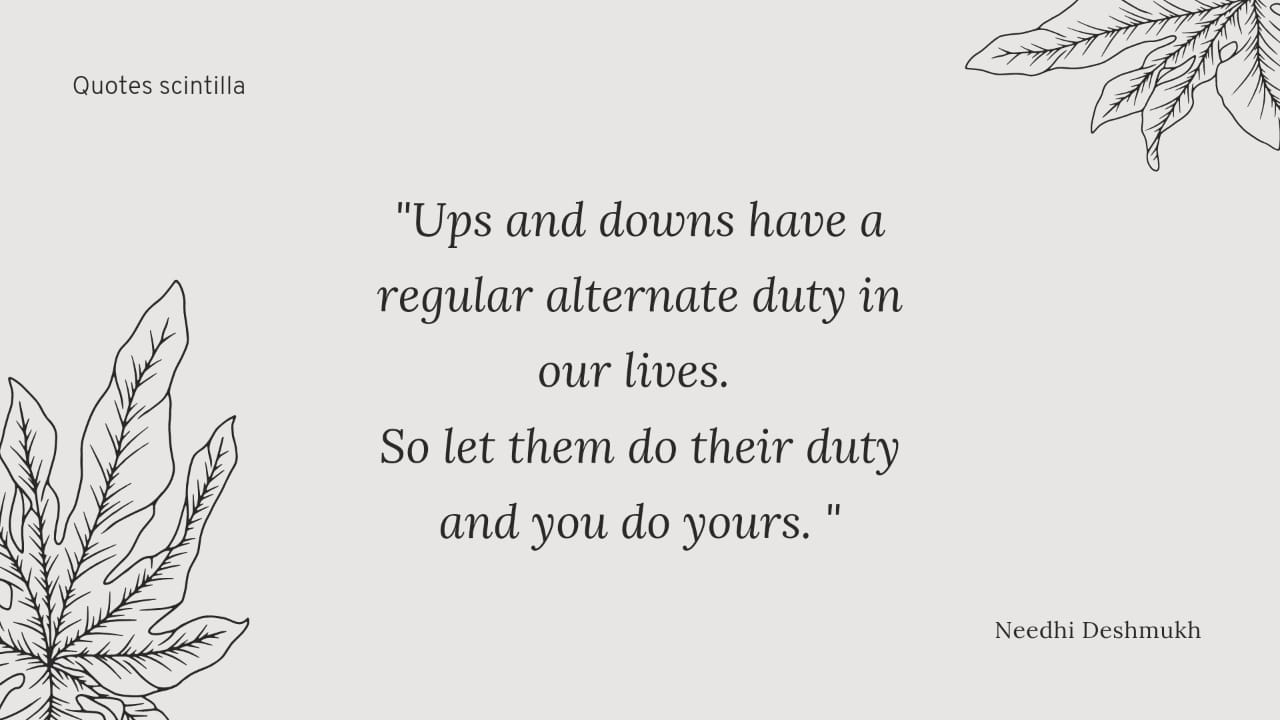 Quotes scintilla
"Ups and downs have a
regular alternate duty in
our lives.
So let them do their duty
and you do yours. "
Needhi Deshmukh